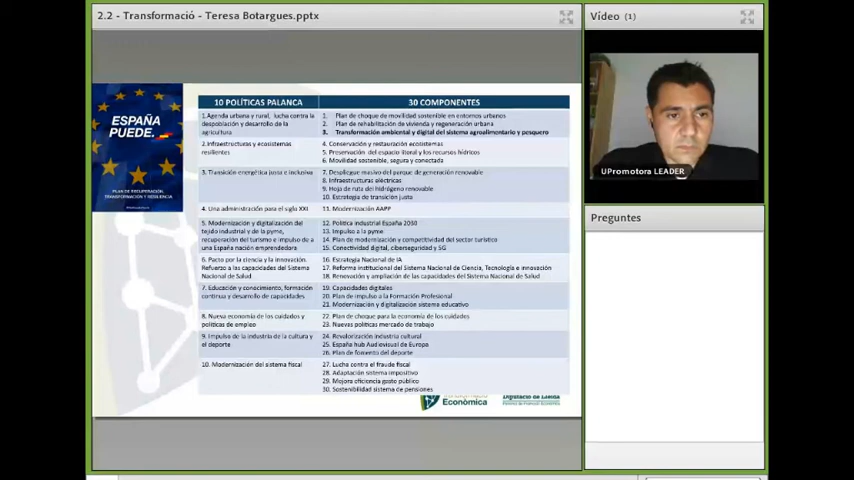 2.2 - Transformació - Teresa Botargues.pptx
Vídeo (1)
ESPAÑA
PUEDE.
PLAN DE RECUPERACIÓN,
TRANSFORMACIÓN Y RESILIENCIA
10 POLÍTICAS PALANCA
30 COMPONENTES
1.Agenda urbana y rural, lucha contra la
despoblación y desarrollo de la
agricultura
1. Plan de choque de movilidad sostenible en entornos urbanos
2. Plan de rehabilitación de vivienda y regeneración urbana
3. Transformación ambiental y digital del sistema agroalimentario y pesquero
2.Infraestructuras y ecosistemas
resilientes
4. Conservación y restauración ecosistemas
5. Preservación del espacio litoral y los recursos hídricos
6. Movilidad sostenible, segura y conectada
3. Transición energética justa e inclusiva
7. Despliegue masivo del parque de generación renovable
8. Infraestructuras eléctricas
9. Hoja de ruta del hidrógeno renovable
10. Estrategia de transición justa
4. Una administración para el siglo XXI
11. Modernización AAPP
5. Modernización y digitalización del
tejido industrial y de la pyme,
recuperación del turismo e impulso de a
una España nación emprendedora
12. Política industrial España 2030
13. Impulso a la pyme
14. Plan de modernización y competitividad del sector turístico
15. Conectividad digital, ciberseguridad y 5G
6. Pacto por la ciencia y la innovación.
Refuerzo a las capacidades del Sistema
Nacional de Salud
16. Estrategia Nacional de IA
17. Reforma institucional del Sistema Nacional de Ciencia, Tecnología e innovación
18. Renovación y ampliación de las capacidades del Sistema Nacional de Salud
7. Educación y conocimiento, formación
continua y desarrollo de capacidades
19. Capacidades digitales
20. Plan de impulso a la Formación Profesional
21. Modernización y digitalización sistema educativo
8. Nueva economía de los cuidados y
políticas de empleo
22. Plan de choque para la economía de los cuidados
23. Nuevas políticas mercado de trabajo
9. Impulso de la industria de la cultura y
el deporte
24. Revalorización industria cultural
25. España hub Audiovisual de Europa
26. Plan de fomento del deporte
10. Modernización del sistema fiscal
27. Lucha contra el fraude fiscal
28. Adaptación sistema impositivo
29. Mejora eficiencia gasto público
30. Sostenibilidad sistema de pensiones
Econòmica
Diputació de Lleida
UPromotora LEADER
Preguntes